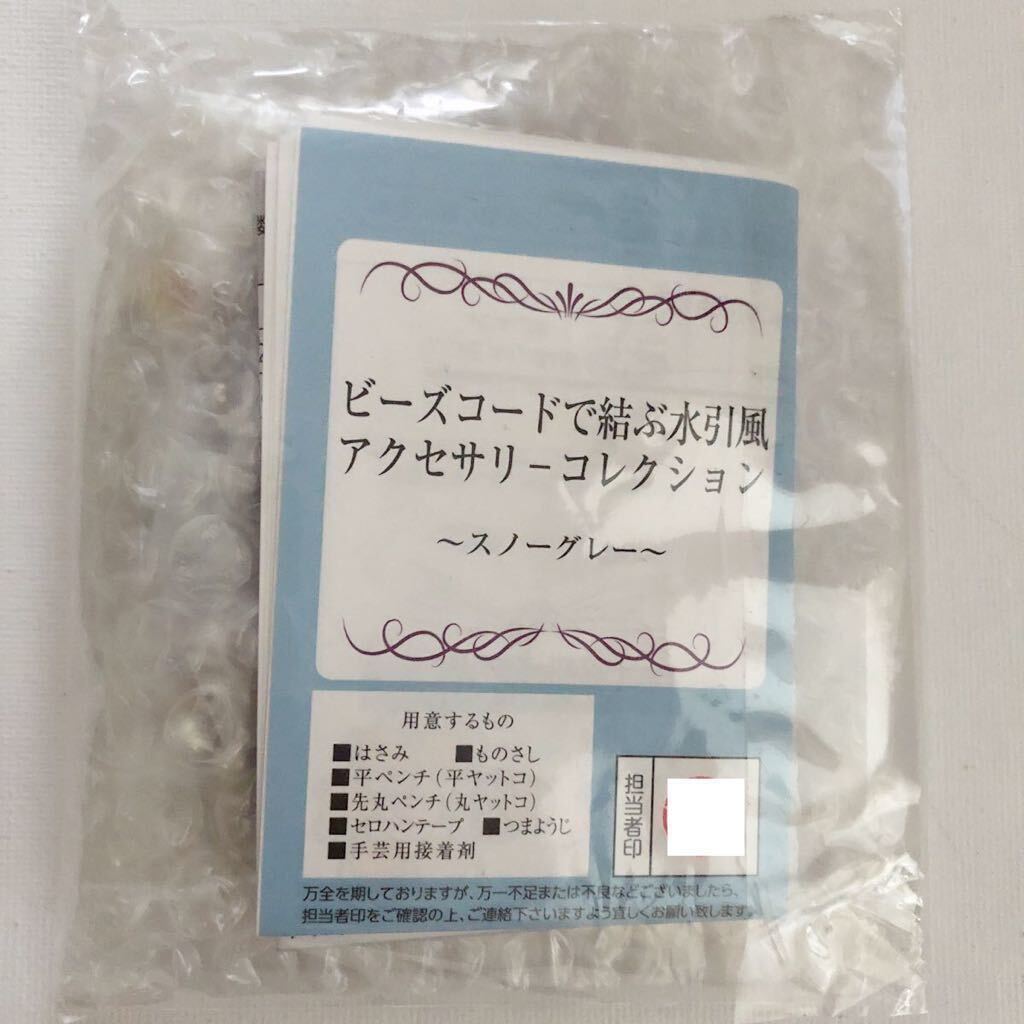 ビーズコードで結ぶ水引風
アクセサリーコレクション
～スノーグレー～
用意するもの
■はさみ ■ものさし
■平ペンチ(平ヤットコ)
■先丸ペンチ(丸ヤットコ)
■セロハンテープ ■つまようじ
■手芸用接着剤
担当者印
万全を期しておりますが、万一不足または不良などございましたら、
担当者印をご確認の上、ご連絡下さいますよう宜しくお願い致します。